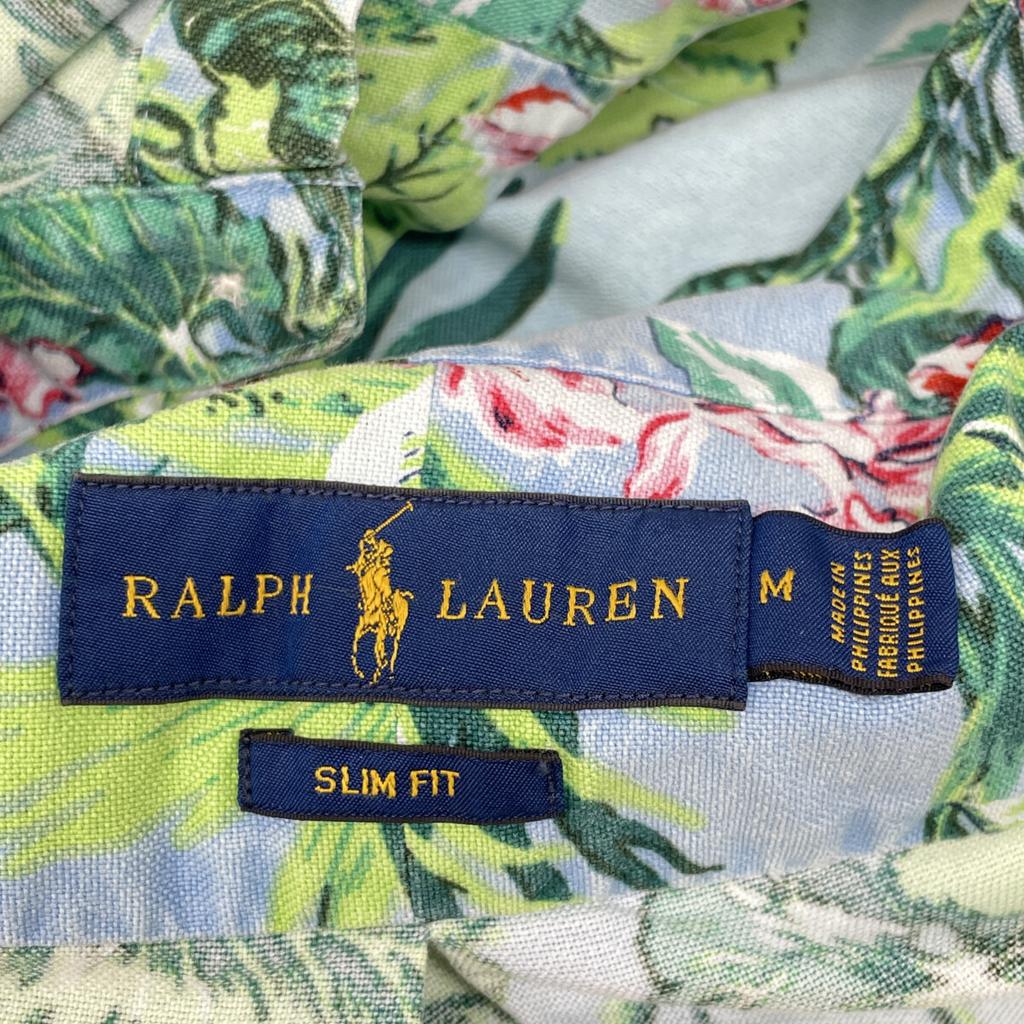 RALPH LAUREN
M
MADE IN
PHILIPPINES
FABRIQUÉ AUX
PHILIPPINES
SLIM FIT